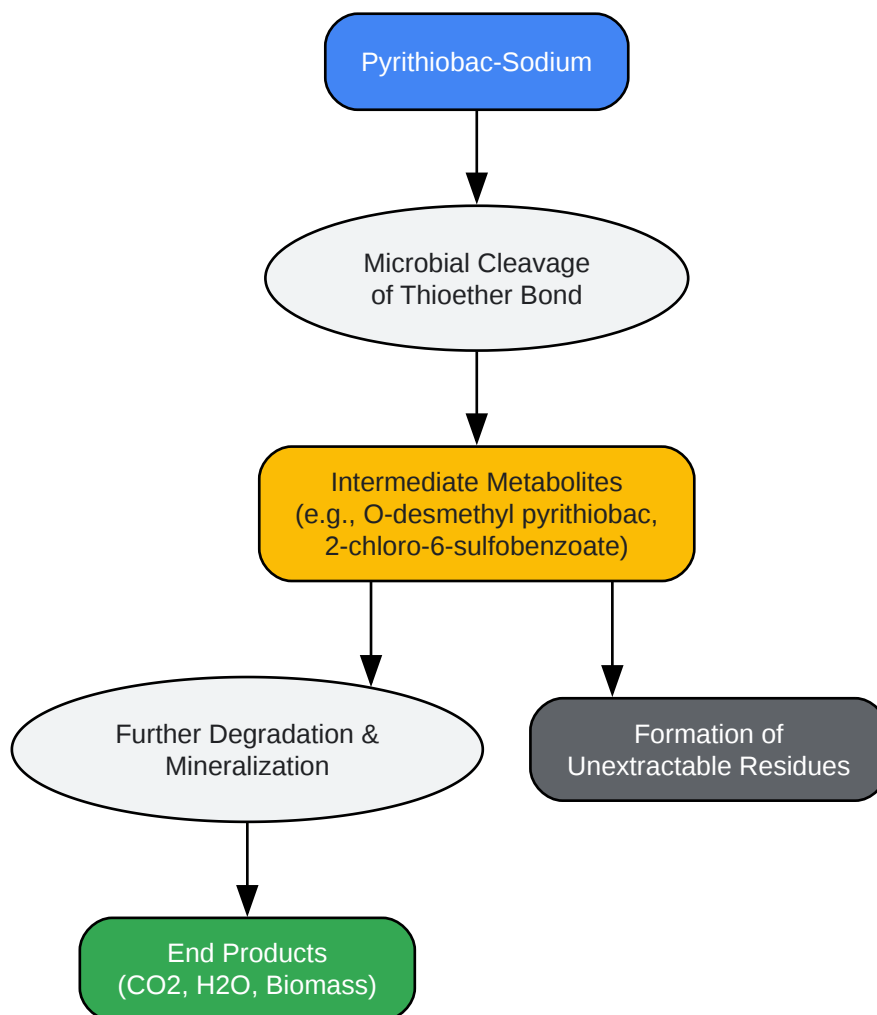 Pyrithiobac-Sodium
Microbial Cleavage
of Thioether Bond
Intermediate Metabolites
(e.g., O-desmethyl pyrithiobac,
2-chloro-6-sulfobenzoate)
Further Degradation &
Mineralization
Formation of
Unextractable Residues
End Products
(CO2, H2O, Biomass)